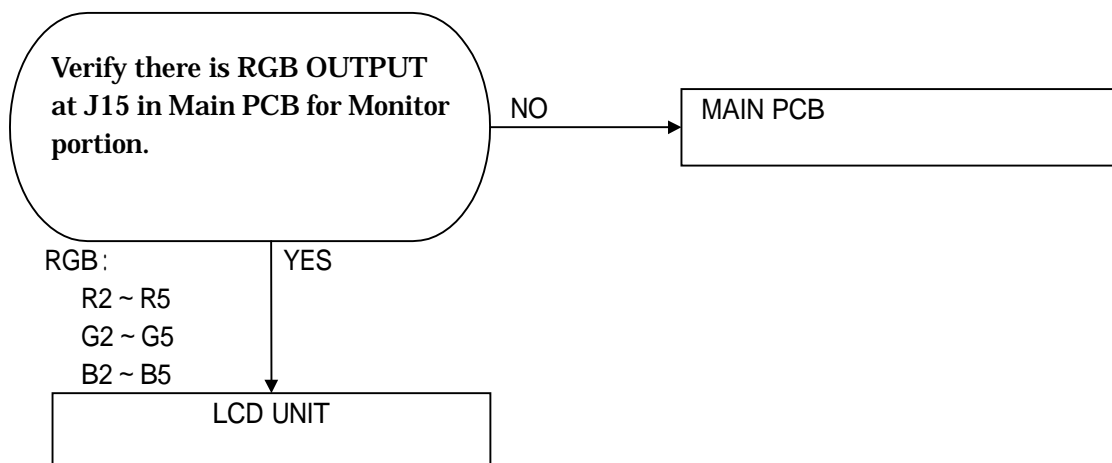 Verify there is RGB OUTPUT
at J15 in Main PCB for Monitor
portion.
NO
MAIN PCB
RGB:
YES
R2 ~ R5
G2 ~ G5
B2 ~ B5
LCD UNIT